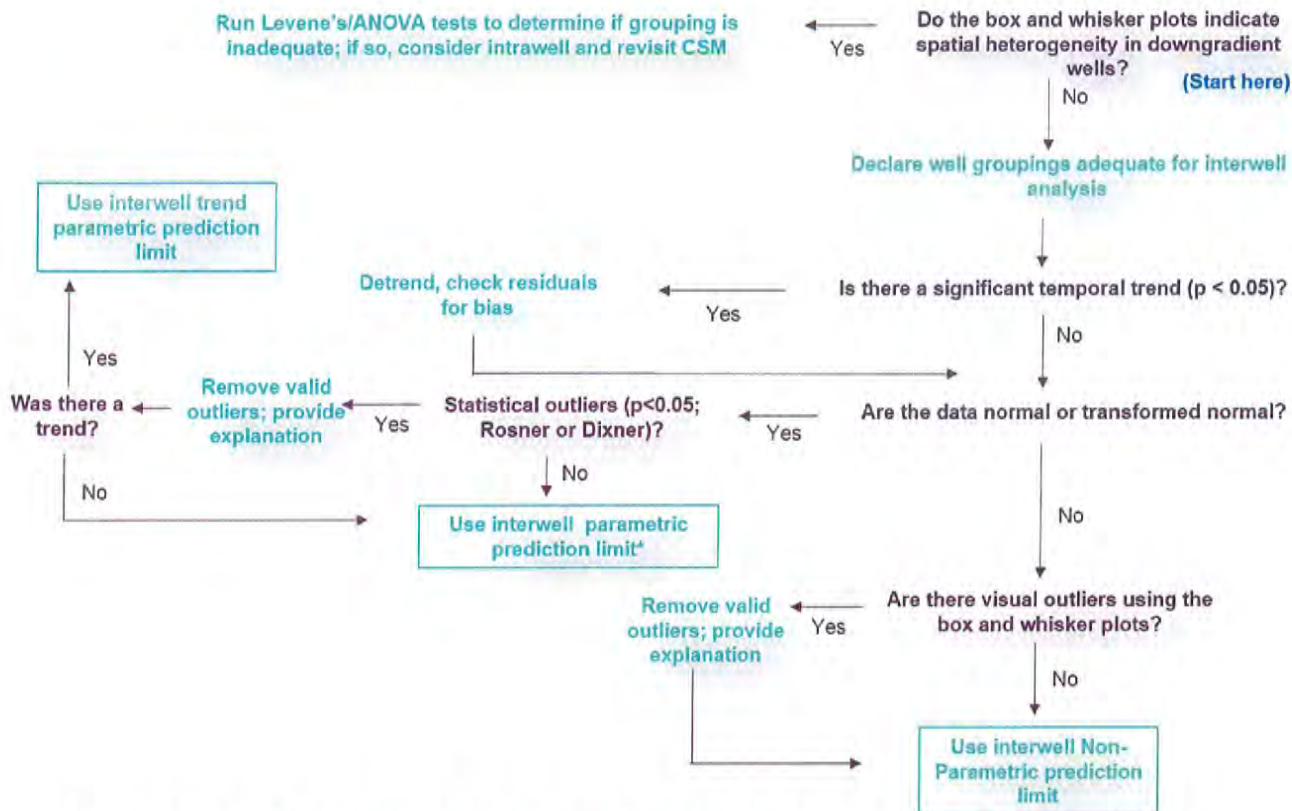 Run Levene's/ANOVA tests to determine if grouping is
inadequate; if so, consider intrawell and revisit CSM
Yes
Do the box and whisker plots indicate
spatial heterogeneity in downgradient
wells?
(Start here)
No
Declare well groupings adequate for interwell
analysis
Use interwell trend
parametric prediction
limit
Detrend, check residuals
for bias
Yes
Is there a significant temporal trend (p < 0.05)?
No
Yes
Was there a
trend?
Remove valid
outliers; provide
explanation
Yes
Statistical outliers (p<0.05;
Rosner or Dixner)?
Yes
Are the data normal or transformed normal?
No
No
Use interwell parametric
prediction limit*
No
Remove valid
outliers; provide
explanation
Yes
Are there visual outliers using the
box and whisker plots?
No
Use interwell Non-
Parametric prediction
limit